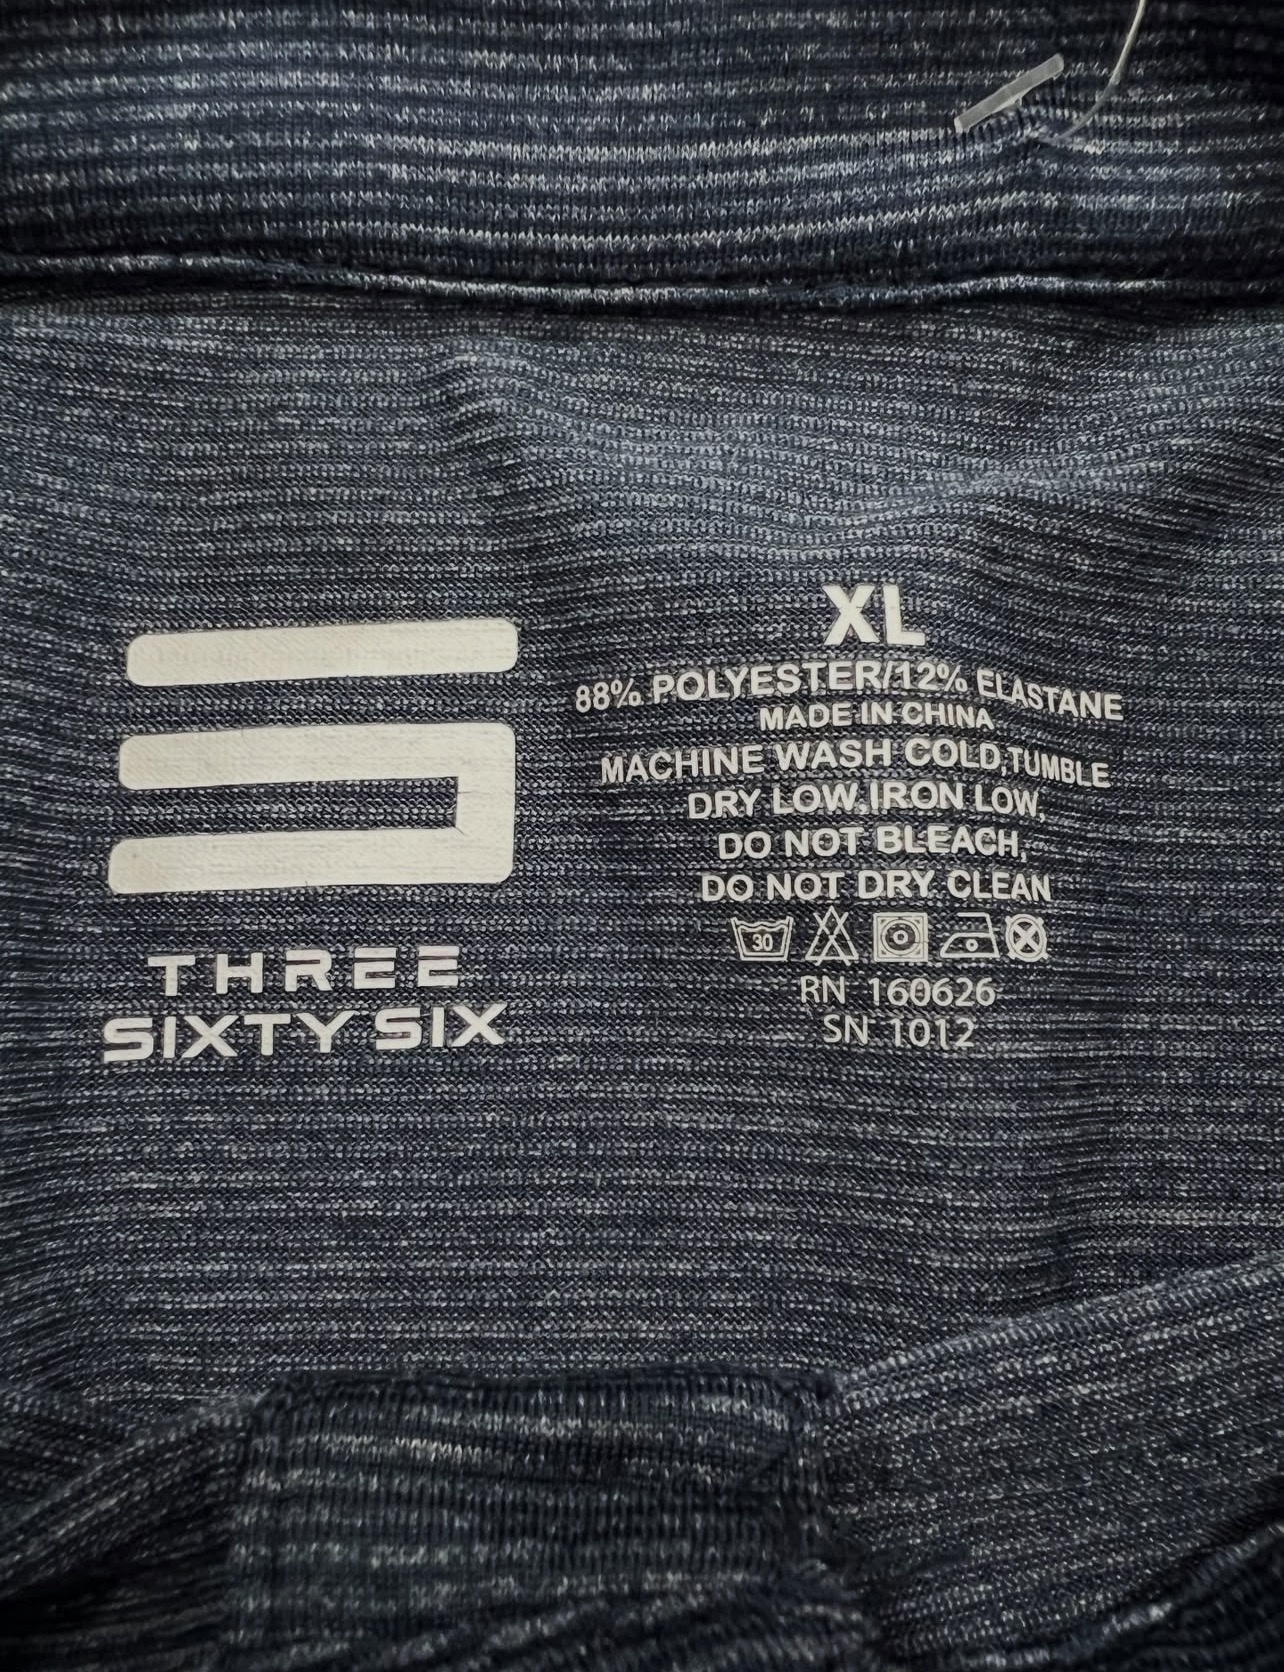 THREE
SIXTY SIX
XL
88% POLYESTER/12% ELASTANE
MADE IN CHINA
MACHINE WASH COLD,TUMBLE
DRY LOW,IRON LOW,
DO NOT BLEACH,
DO NOT DRY CLEAN
30
RN 160626
SN 1012